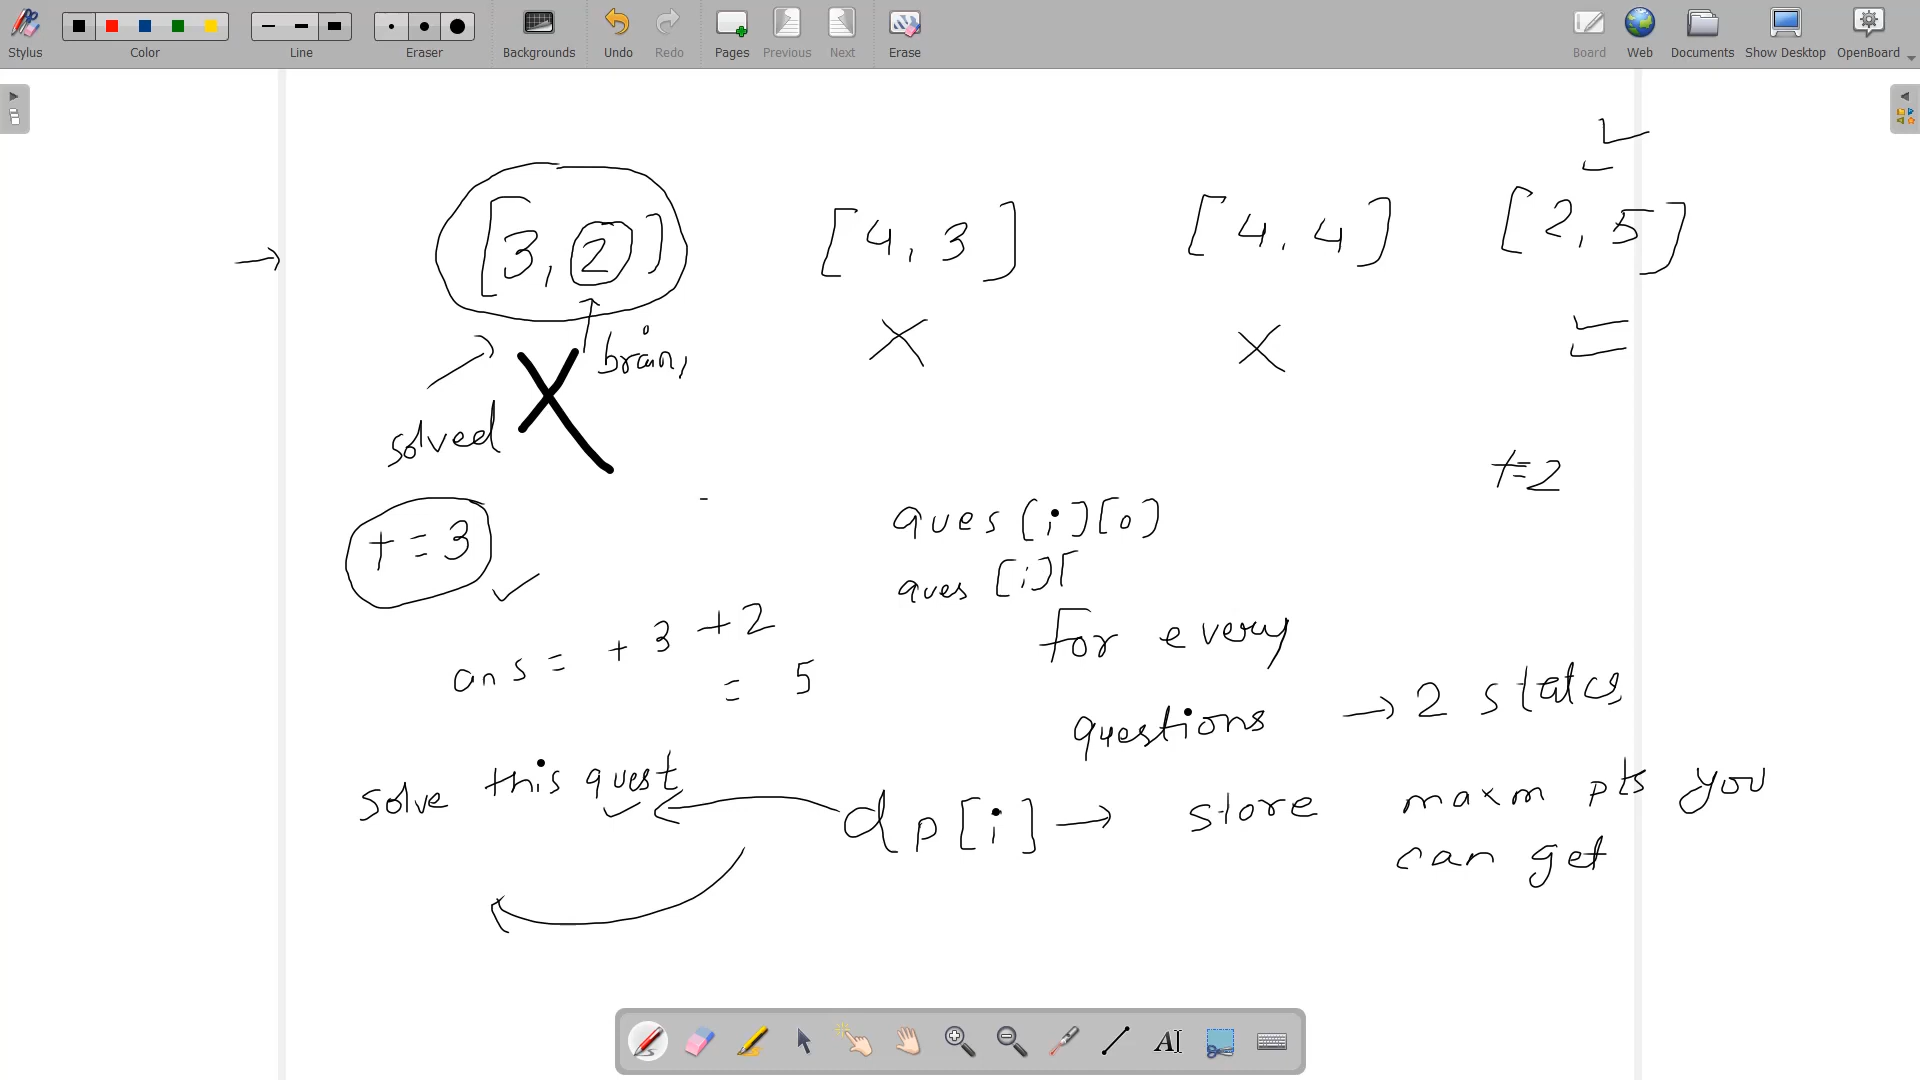 Stylus Color Line Eraser Backgrounds Undo Redo Pages Previous Next Erase Board Web Documents Show Desktop OpenBoard
[3, 2] [4, 3] [4, 4] [2, 5]
brain,
solved
t=2
t = 3
ques [i][0]
ques [i][
ans = + 3 + 2
= 5
for every
questions → 2 states
solve this quest
dp[i] → store maxm pts you
can get